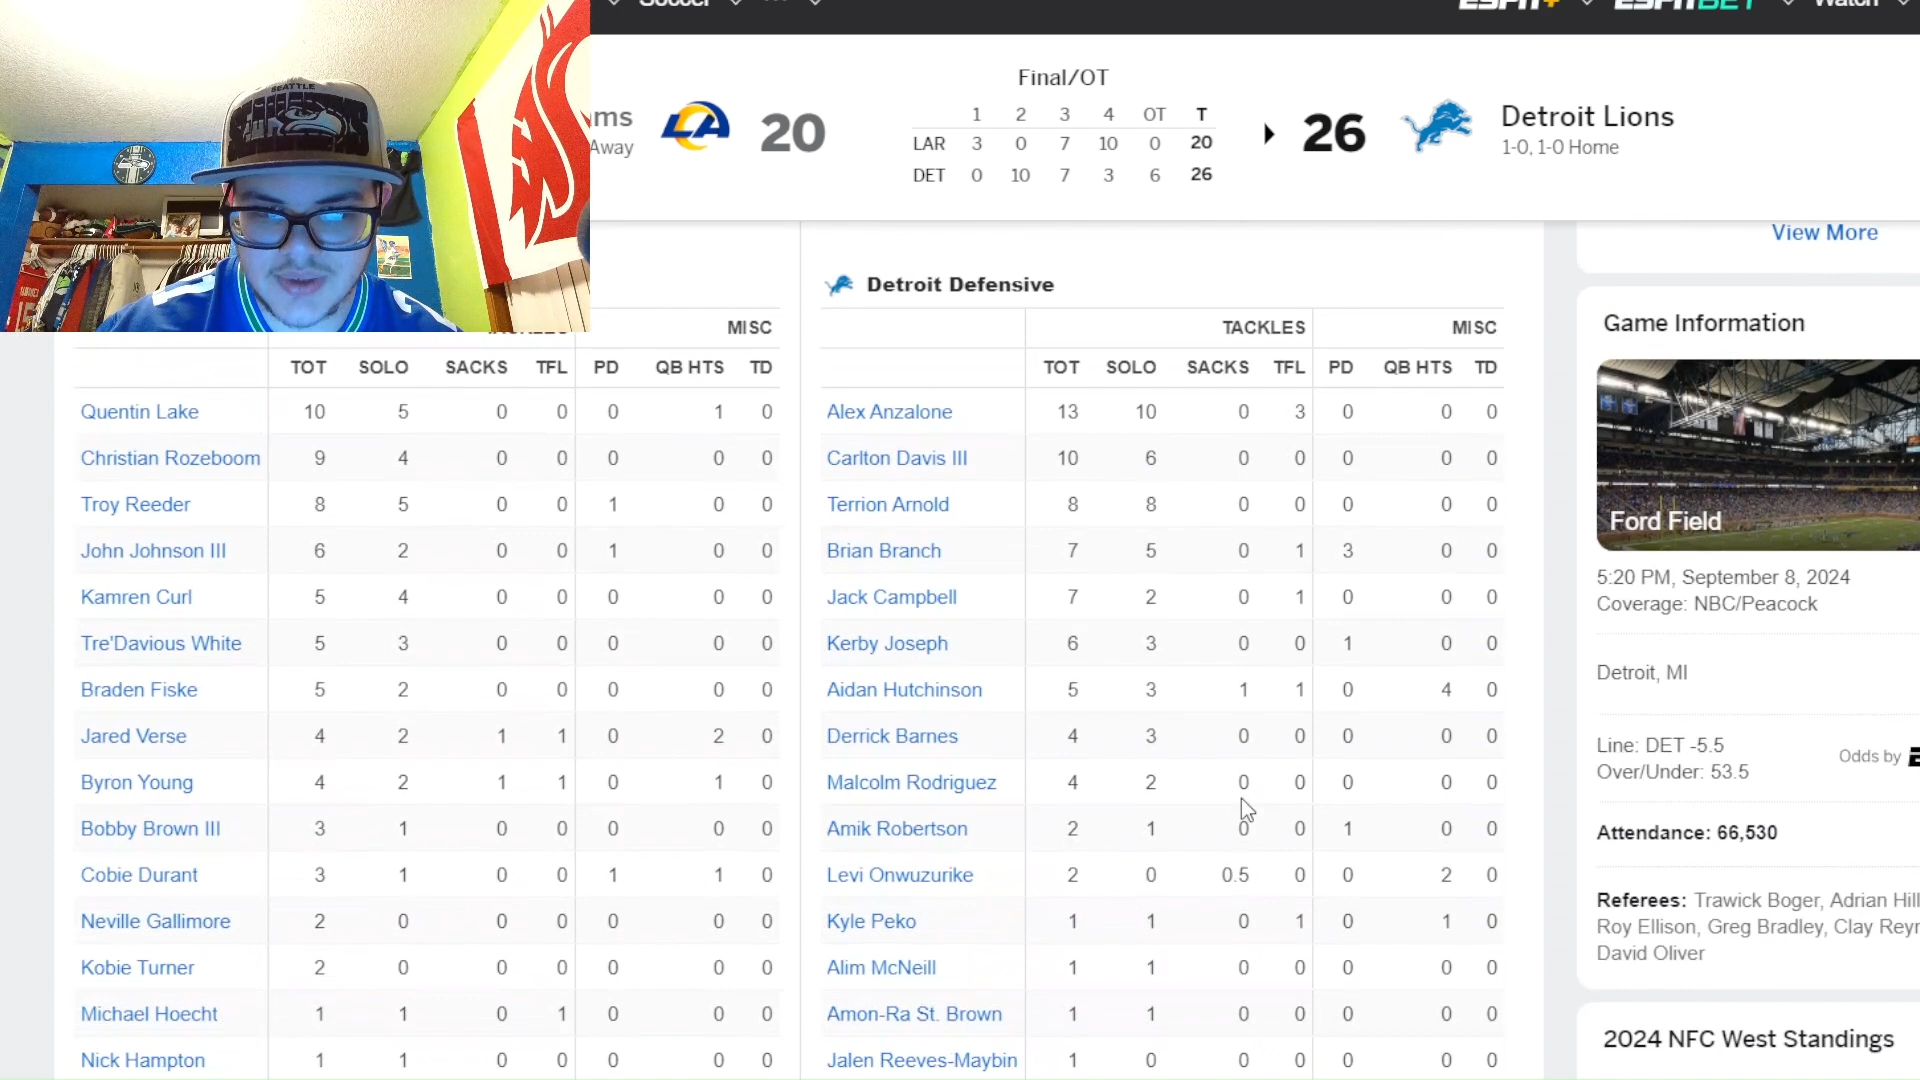 Soccer
ESPN+
ESPN BET
Watch
SEATTLE
Final/OT
1 2 3 4 OT T
LAR 3 0 7 10 0 20
DET 0 10 7 3 6 26
ms
Away
LA
20
26
Detroit Lions
1-0, 1-0 Home
View More
Detroit Defensive
MISC
TOT SOLO SACKS TFL PD QB HTS TD
Quentin Lake 10 5 0 0 0 1 0
Christian Rozeboom 9 4 0 0 0 0 0
Troy Reeder 8 5 0 0 1 0 0
John Johnson III 6 2 0 0 1 0 0
Kamren Curl 5 4 0 0 0 0 0
Tre'Davious White 5 3 0 0 0 0 0
Braden Fiske 5 2 0 0 0 0 0
Jared Verse 4 2 1 1 0 2 0
Byron Young 4 2 1 1 0 1 0
Bobby Brown III 3 1 0 0 0 0 0
Cobie Durant 3 1 0 0 1 1 0
Neville Gallimore 2 0 0 0 0 0 0
Kobie Turner 2 0 0 0 0 0 0
Michael Hoecht 1 1 0 1 0 0 0
Nick Hampton 1 1 0 0 0 0 0
TACKLES MISC
TOT SOLO SACKS TFL PD QB HTS TD
Alex Anzalone 13 10 0 3 0 0 0
Carlton Davis III 10 6 0 0 0 0 0
Terrion Arnold 8 8 0 0 0 0 0
Brian Branch 7 5 0 1 3 0 0
Jack Campbell 7 2 0 1 0 0 0
Kerby Joseph 6 3 0 0 1 0 0
Aidan Hutchinson 5 3 1 1 0 4 0
Derrick Barnes 4 3 0 0 0 0 0
Malcolm Rodriguez 4 2 0 0 0 0 0
Amik Robertson 2 1 0 0 1 0 0
Levi Onwuzurike 2 0 0.5 0 0 2 0
Kyle Peko 1 1 0 1 0 1 0
Alim McNeill 1 1 0 0 0 0 0
Amon-Ra St. Brown 1 1 0 0 0 0 0
Jalen Reeves-Maybin 1 0 0 0 0 0 0
Game Information
Ford Field
5:20 PM, September 8, 2024
Coverage: NBC/Peacock
Detroit, MI
Line: DET -5.5
Over/Under: 53.5
Odds by
Attendance: 66,530
Referees: Trawick Boger, Adrian Hill
Roy Ellison, Greg Bradley, Clay Reyn
David Oliver
2024 NFC West Standings